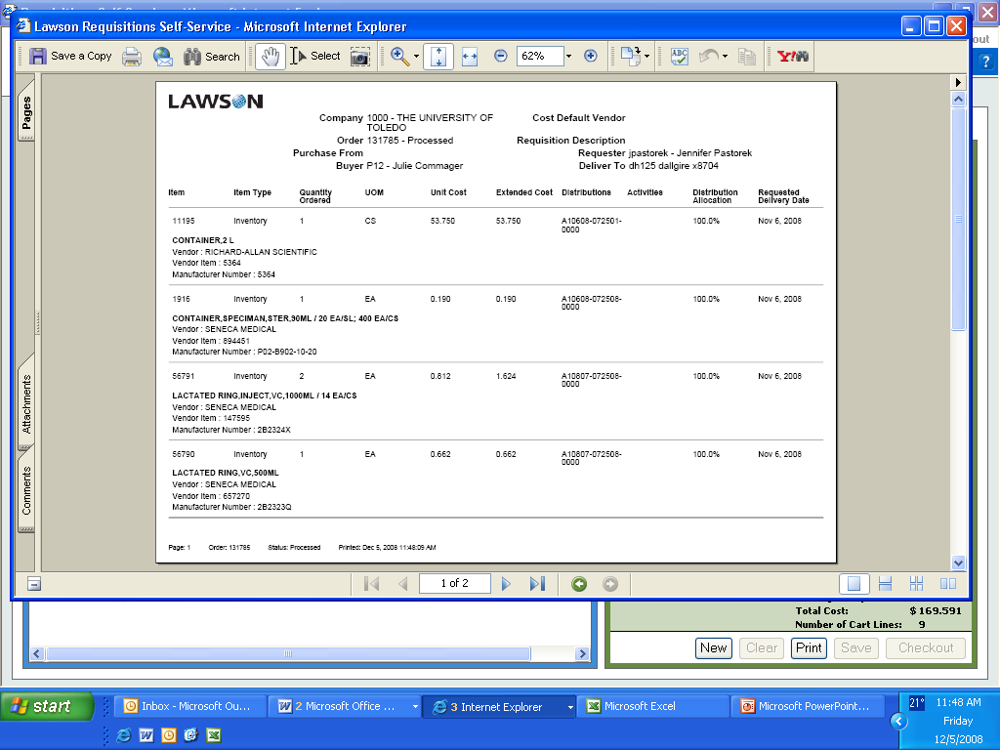 Lawson Requisitions Self-Service - Microsoft Internet Explorer
Save a Copy Search Select 62% Y!
out
?
Pages
Attachments
Comments
LAWSON
Company 1000 - THE UNIVERSITY OF TOLEDO Cost Default Vendor
Order 131785 - Processed Requisition Description
Purchase From Requester jpastorek - Jennifer Pastorek
Buyer P12 - Julie Commager Deliver To dh125 dallgire x8704
Item Item Type Quantity Ordered UOM Unit Cost Extended Cost Distributions Activities Distribution Allocation Requested Delivery Date
11195 Inventory 1 CS 53.750 53.750 A10608-072501-0000 100.0% Nov 6, 2008
CONTAINER,2 L
Vendor : RICHARD-ALLAN SCIENTIFIC
Vendor Item : 5364
Manufacturer Number : 5364
1916 Inventory 1 EA 0.190 0.190 A10608-072508-0000 100.0% Nov 6, 2008
CONTAINER,SPECIMAN,STER,90ML / 20 EA/SL; 400 EA/CS
Vendor : SENECA MEDICAL
Vendor Item : 894451
Manufacturer Number : P02-B902-10-20
56791 Inventory 2 EA 0.812 1.624 A10807-072508-0000 100.0% Nov 6, 2008
LACTATED RING,INJECT,VC,1000ML / 14 EA/CS
Vendor : SENECA MEDICAL
Vendor Item : 147595
Manufacturer Number : 2B2324X
56790 Inventory 1 EA 0.662 0.662 A10807-072508-0000 100.0% Nov 6, 2008
LACTATED RING,VC,500ML
Vendor : SENECA MEDICAL
Vendor Item : 657270
Manufacturer Number : 2B2323Q
Page: 1 Order: 131785 Status: Processed Printed: Dec 5, 2008 11:48:09 AM
1 of 2
Total Cost: $ 169.591
Number of Cart Lines: 9
New Clear Print Save Checkout
start Inbox - Microsoft Ou... 2 Microsoft Office ... 3 Internet Explorer Microsoft Excel Microsoft PowerPoint... 21° 11:48 AM
Friday
12/5/2008